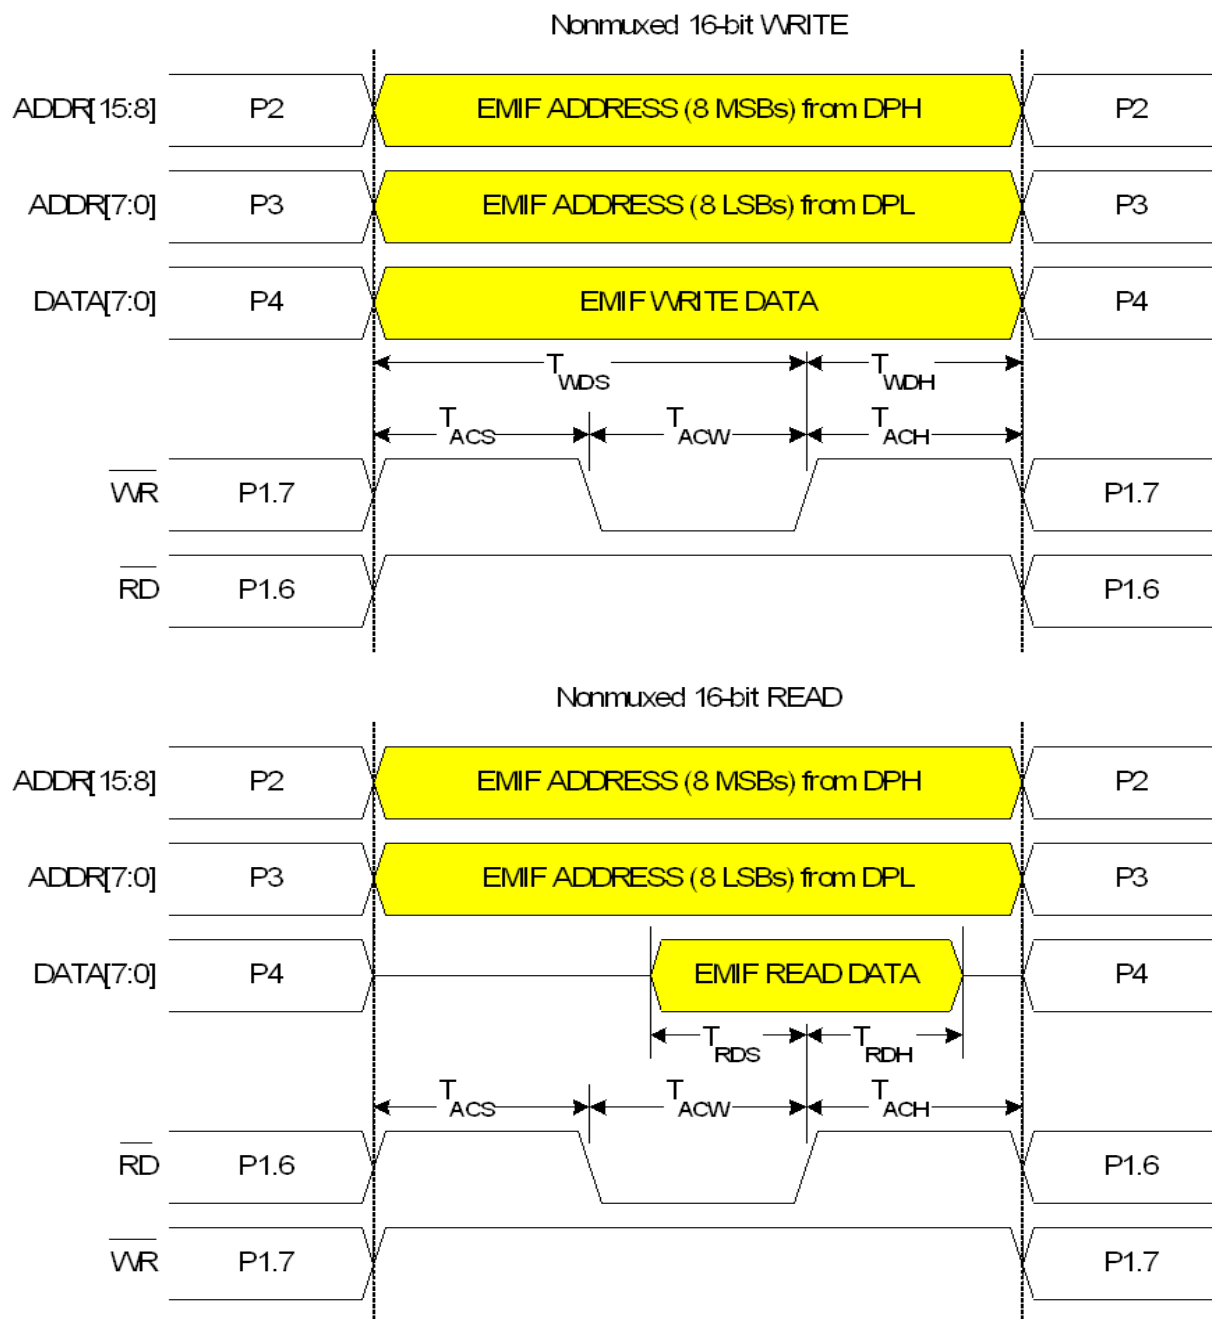 Nonmuxed 16-bit WRITE
ADDR[15:8] P2 EMIF ADDRESS (8 MSBs) from DPH P2
ADDR[7:0] P3 EMIF ADDRESS (8 LSBs) from DPL P3
DATA[7:0] P4 EMIF WRITE DATA P4
TWDS TWDH
TACS TACW TACH
WR P1.7 P1.7
RD P1.6 P1.6
Nonmuxed 16-bit READ
ADDR[15:8] P2 EMIF ADDRESS (8 MSBs) from DPH P2
ADDR[7:0] P3 EMIF ADDRESS (8 LSBs) from DPL P3
DATA[7:0] P4 EMIF READ DATA P4
TRDS TRDH
TACS TACW TACH
RD P1.6 P1.6
WR P1.7 P1.7